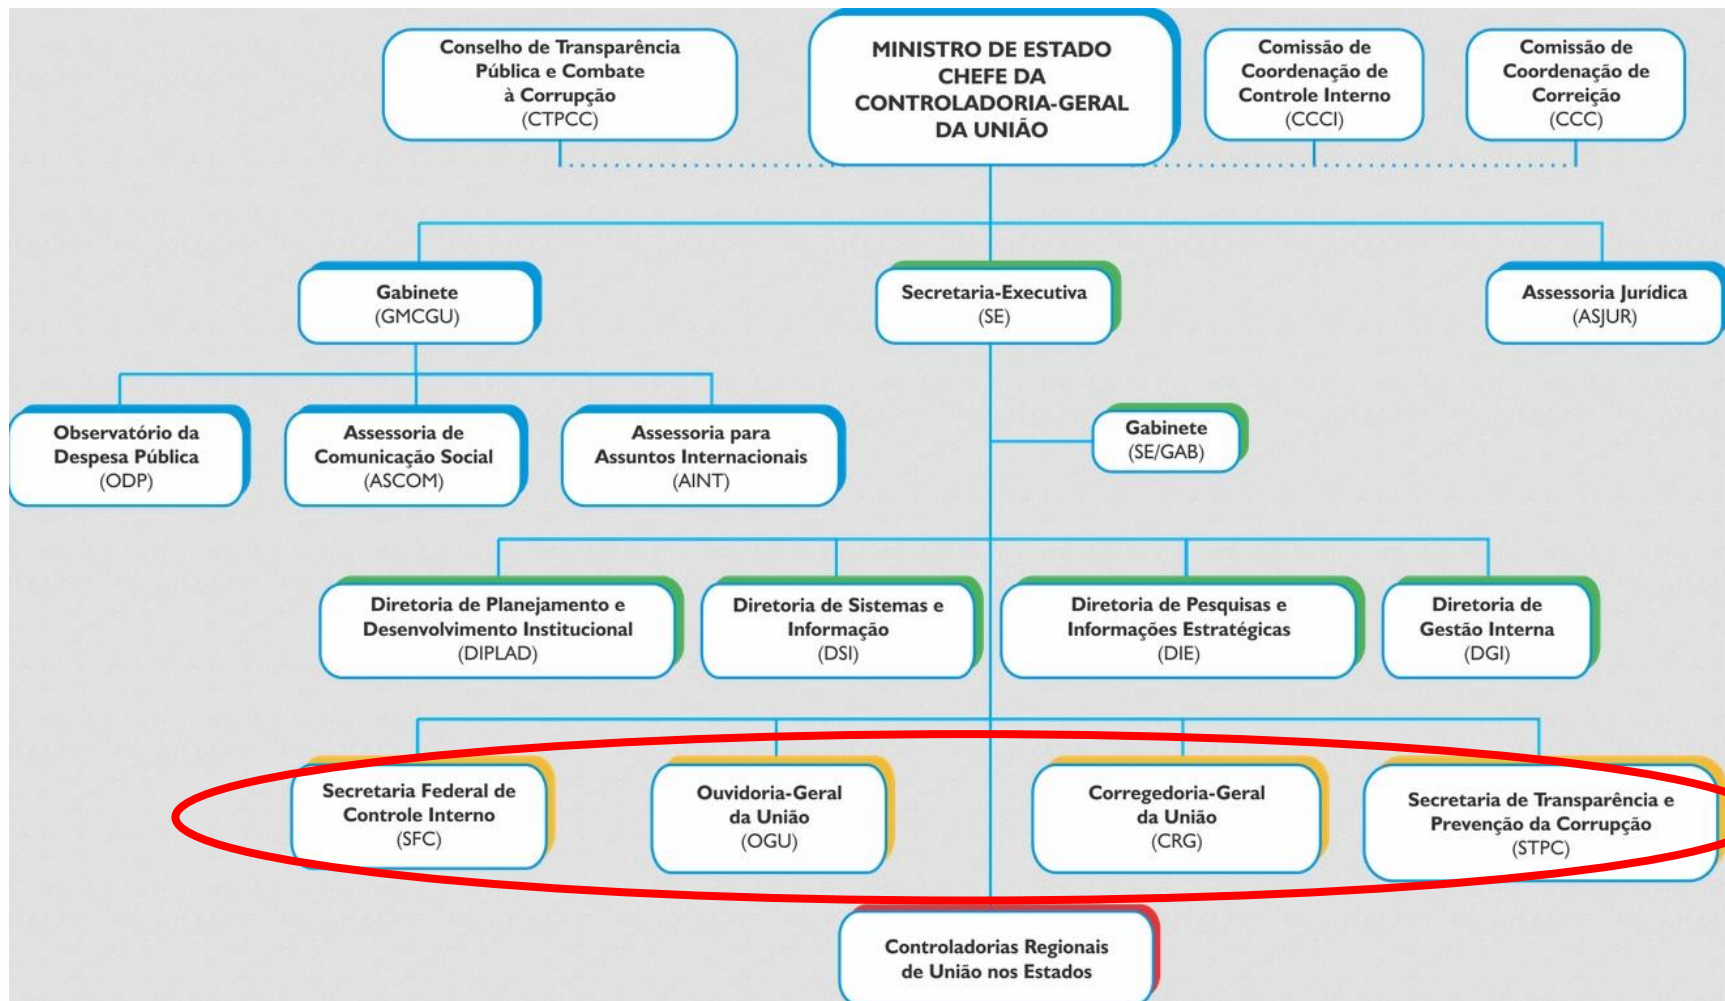 Conselho de Transparência
Pública e Combate
à Corrupção
(CTPCC)
MINISTRO DE ESTADO
CHEFE DA
CONTROLADORIA-GERAL
DA UNIÃO
Comissão de
Coordenação de
Controle Interno
(CCCI)
Comissão de
Coordenação de
Correição
(CCC)
Gabinete
(GMCGU)
Secretaria-Executiva
(SE)
Assessoria Jurídica
(ASJUR)
Observatório da
Despesa Pública
(ODP)
Assessoria de
Comunicação Social
(ASCOM)
Assessoria para
Assuntos Internacionais
(AINT)
Gabinete
(SE/GAB)
Diretoria de Planejamento e
Desenvolvimento Institucional
(DIPLAD)
Diretoria de Sistemas e
Informação
(DSI)
Diretoria de Pesquisas e
Informações Estratégicas
(DIE)
Diretoria de
Gestão Interna
(DGI)
Secretaria Federal de
Controle Interno
(SFC)
Ouvidoria-Geral
da União
(OGU)
Corregedoria-Geral
da União
(CRG)
Secretaria de Transparência e
Prevenção da Corrupção
(STPC)
Controladorias Regionais
de União nos Estados